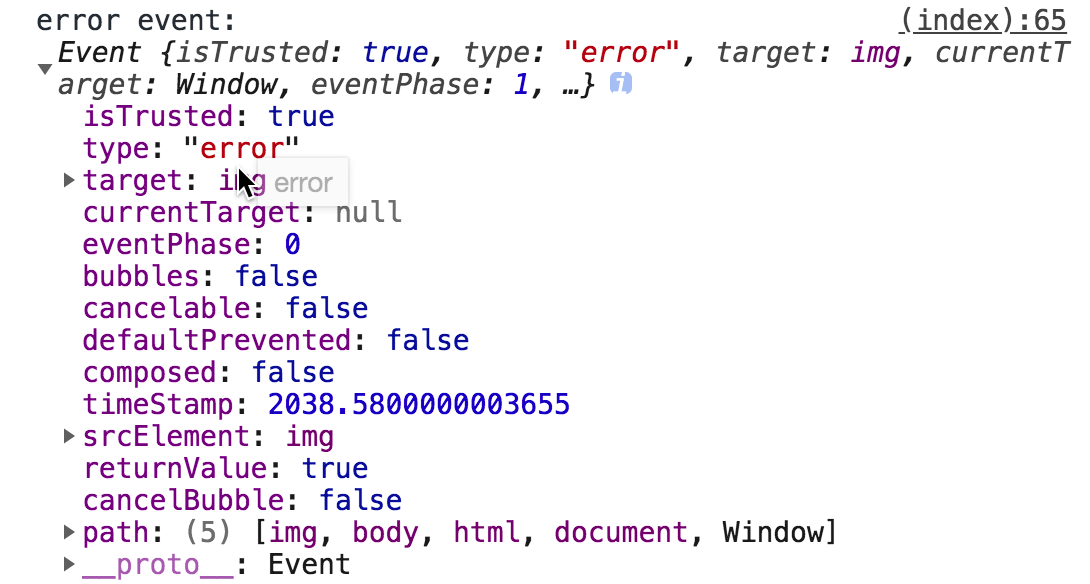 error event: (index):65
Event {isTrusted: true, type: "error", target: img, currentT
arget: Window, eventPhase: 1, …} i
isTrusted: true
type: "error"
target: img error
currentTarget: null
eventPhase: 0
bubbles: false
cancelable: false
defaultPrevented: false
composed: false
timeStamp: 2038.5800000003655
srcElement: img
returnValue: true
cancelBubble: false
path: (5) [img, body, html, document, Window]
__proto__: Event